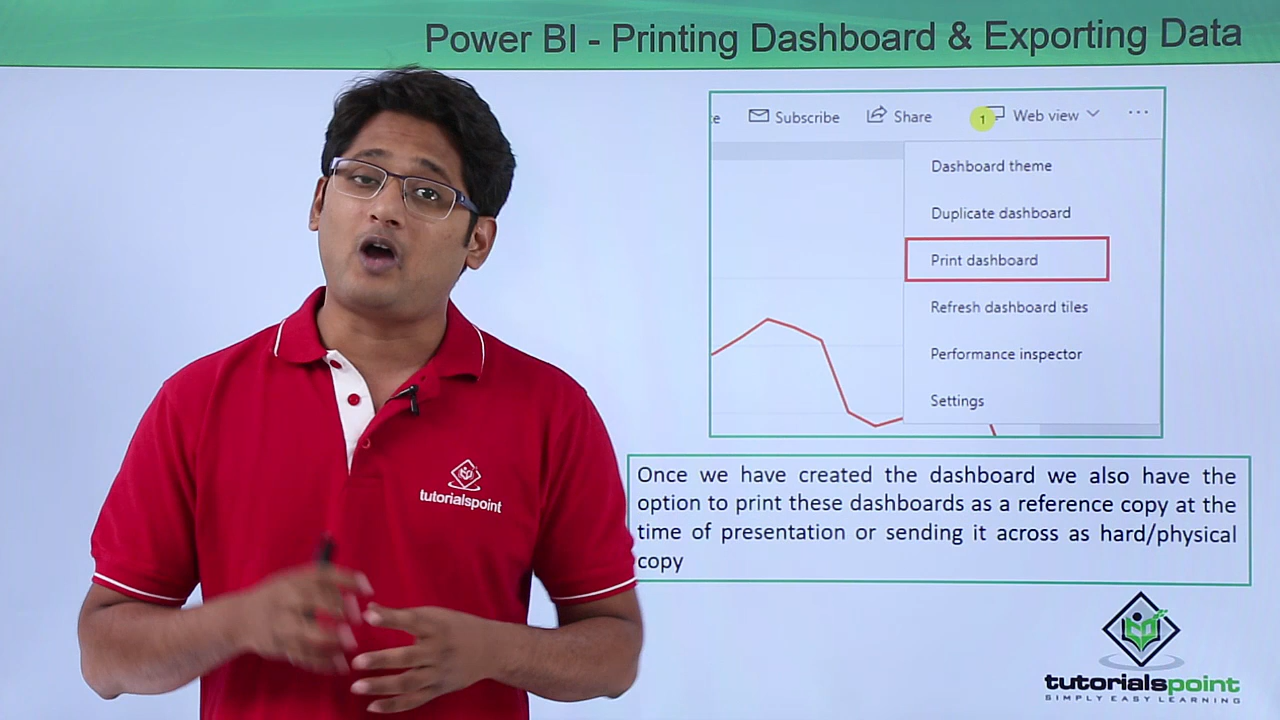 Power BI - Printing Dashboard & Exporting Data
Subscribe
Share
1
Web view
Dashboard theme
Duplicate dashboard
Print dashboard
Refresh dashboard tiles
Performance inspector
Settings
Once we have created the dashboard we also have the
option to print these dashboards as a reference copy at the
time of presentation or sending it across as hard/physical
copy
tutorialspoint
tutorialspoint
SIMPLY EASY LEARNING